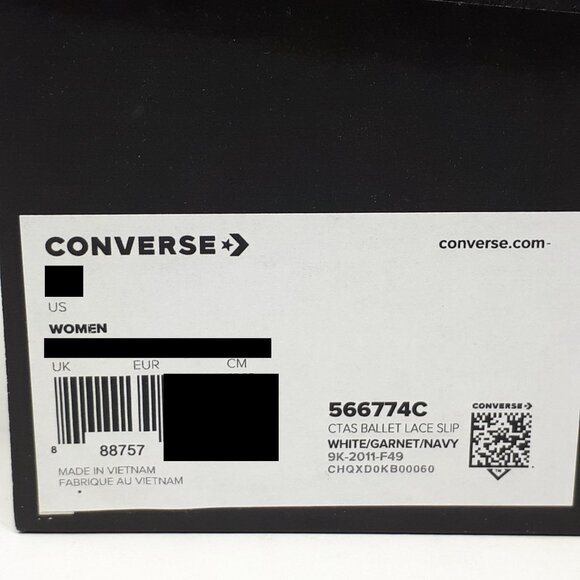 CONVERSE
converse.com-
US
WOMEN
UK EUR CM
8 88757
MADE IN VIETNAM
FABRIQUE AU VIETNAM
566774C
CTAS BALLET LACE SLIP
WHITE/GARNET/NAVY
9K-2011-F49
CHQXD0KB00060
CONVERSE
TM